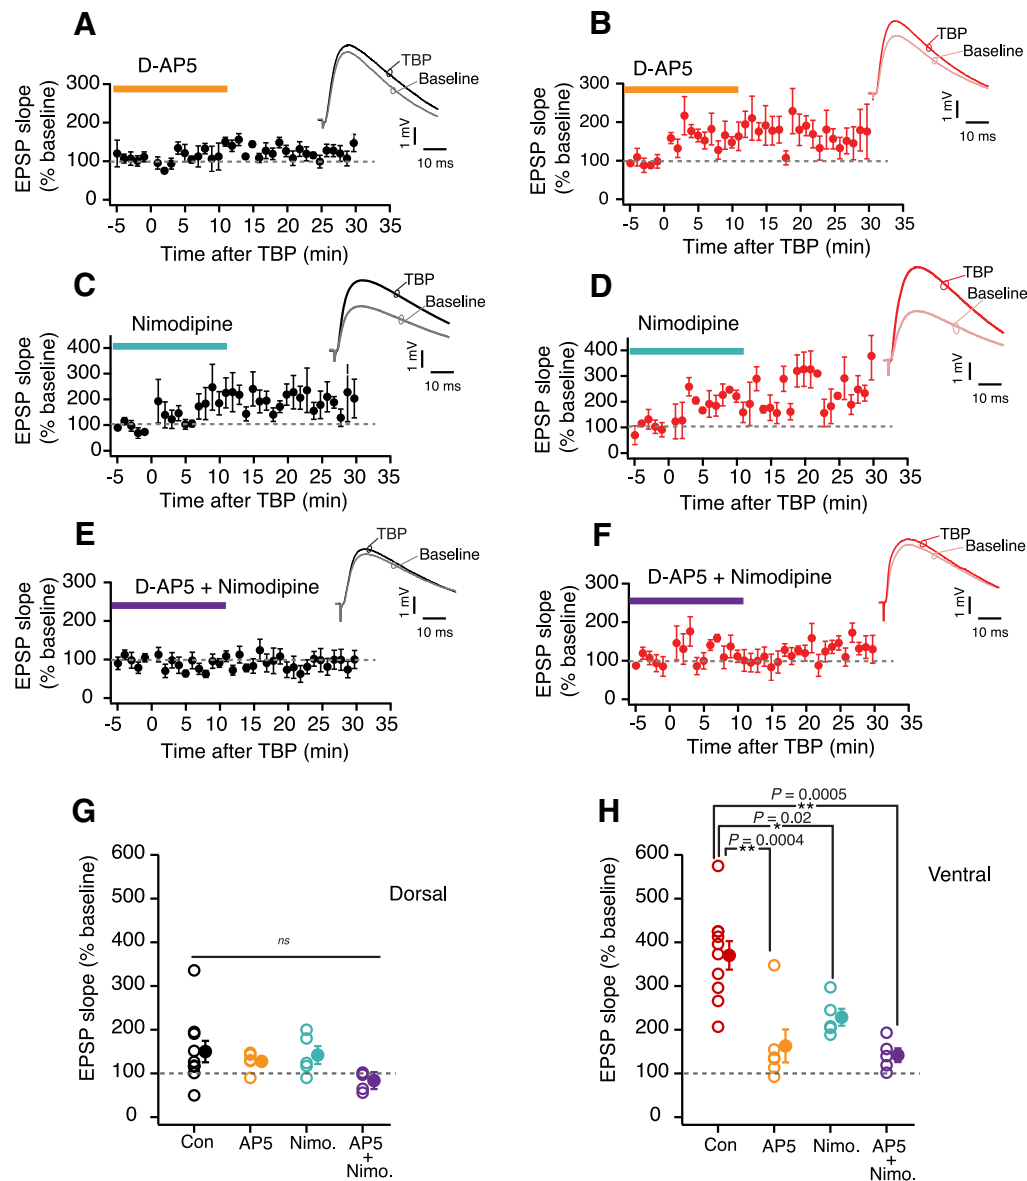 A
D-AP5
TBP
Baseline
1 mV
10 ms
EPSP slope
(% baseline)
300
200
100
0
-5 0 5 10 15 20 25 30 35
Time after TBP (min)
B
D-AP5
TBP
Baseline
1 mV
10 ms
EPSP slope
(% baseline)
300
200
100
0
-5 0 5 10 15 20 25 30 35
Time after TBP (min)
C
Nimodipine
TBP
Baseline
1 mV
10 ms
EPSP slope
(% baseline)
400
300
200
100
0
-5 0 5 10 15 20 25 30 35
Time after TBP (min)
D
Nimodipine
TBP
Baseline
1 mV
10 ms
EPSP slope
(% baseline)
400
300
200
100
0
-5 0 5 10 15 20 25 30 35
Time after TBP (min)
E
D-AP5 + Nimodipine
TBP
Baseline
1 mV
10 ms
EPSP slope
(% baseline)
300
200
100
0
-5 0 5 10 15 20 25 30 35
Time after TBP (min)
F
D-AP5 + Nimodipine
TBP
Baseline
1 mV
10 ms
EPSP slope
(% baseline)
300
200
100
0
-5 0 5 10 15 20 25 30 35
Time after TBP (min)
G
Dorsal
ns
EPSP slope (% baseline)
600
500
400
300
200
100
0
Con AP5 Nimo. AP5
+
Nimo.
H
Ventral
P = 0.0005
**
P = 0.02
*
P = 0.0004
**
EPSP slope (% baseline)
600
500
400
300
200
100
0
Con AP5 Nimo. AP5
+
Nimo.